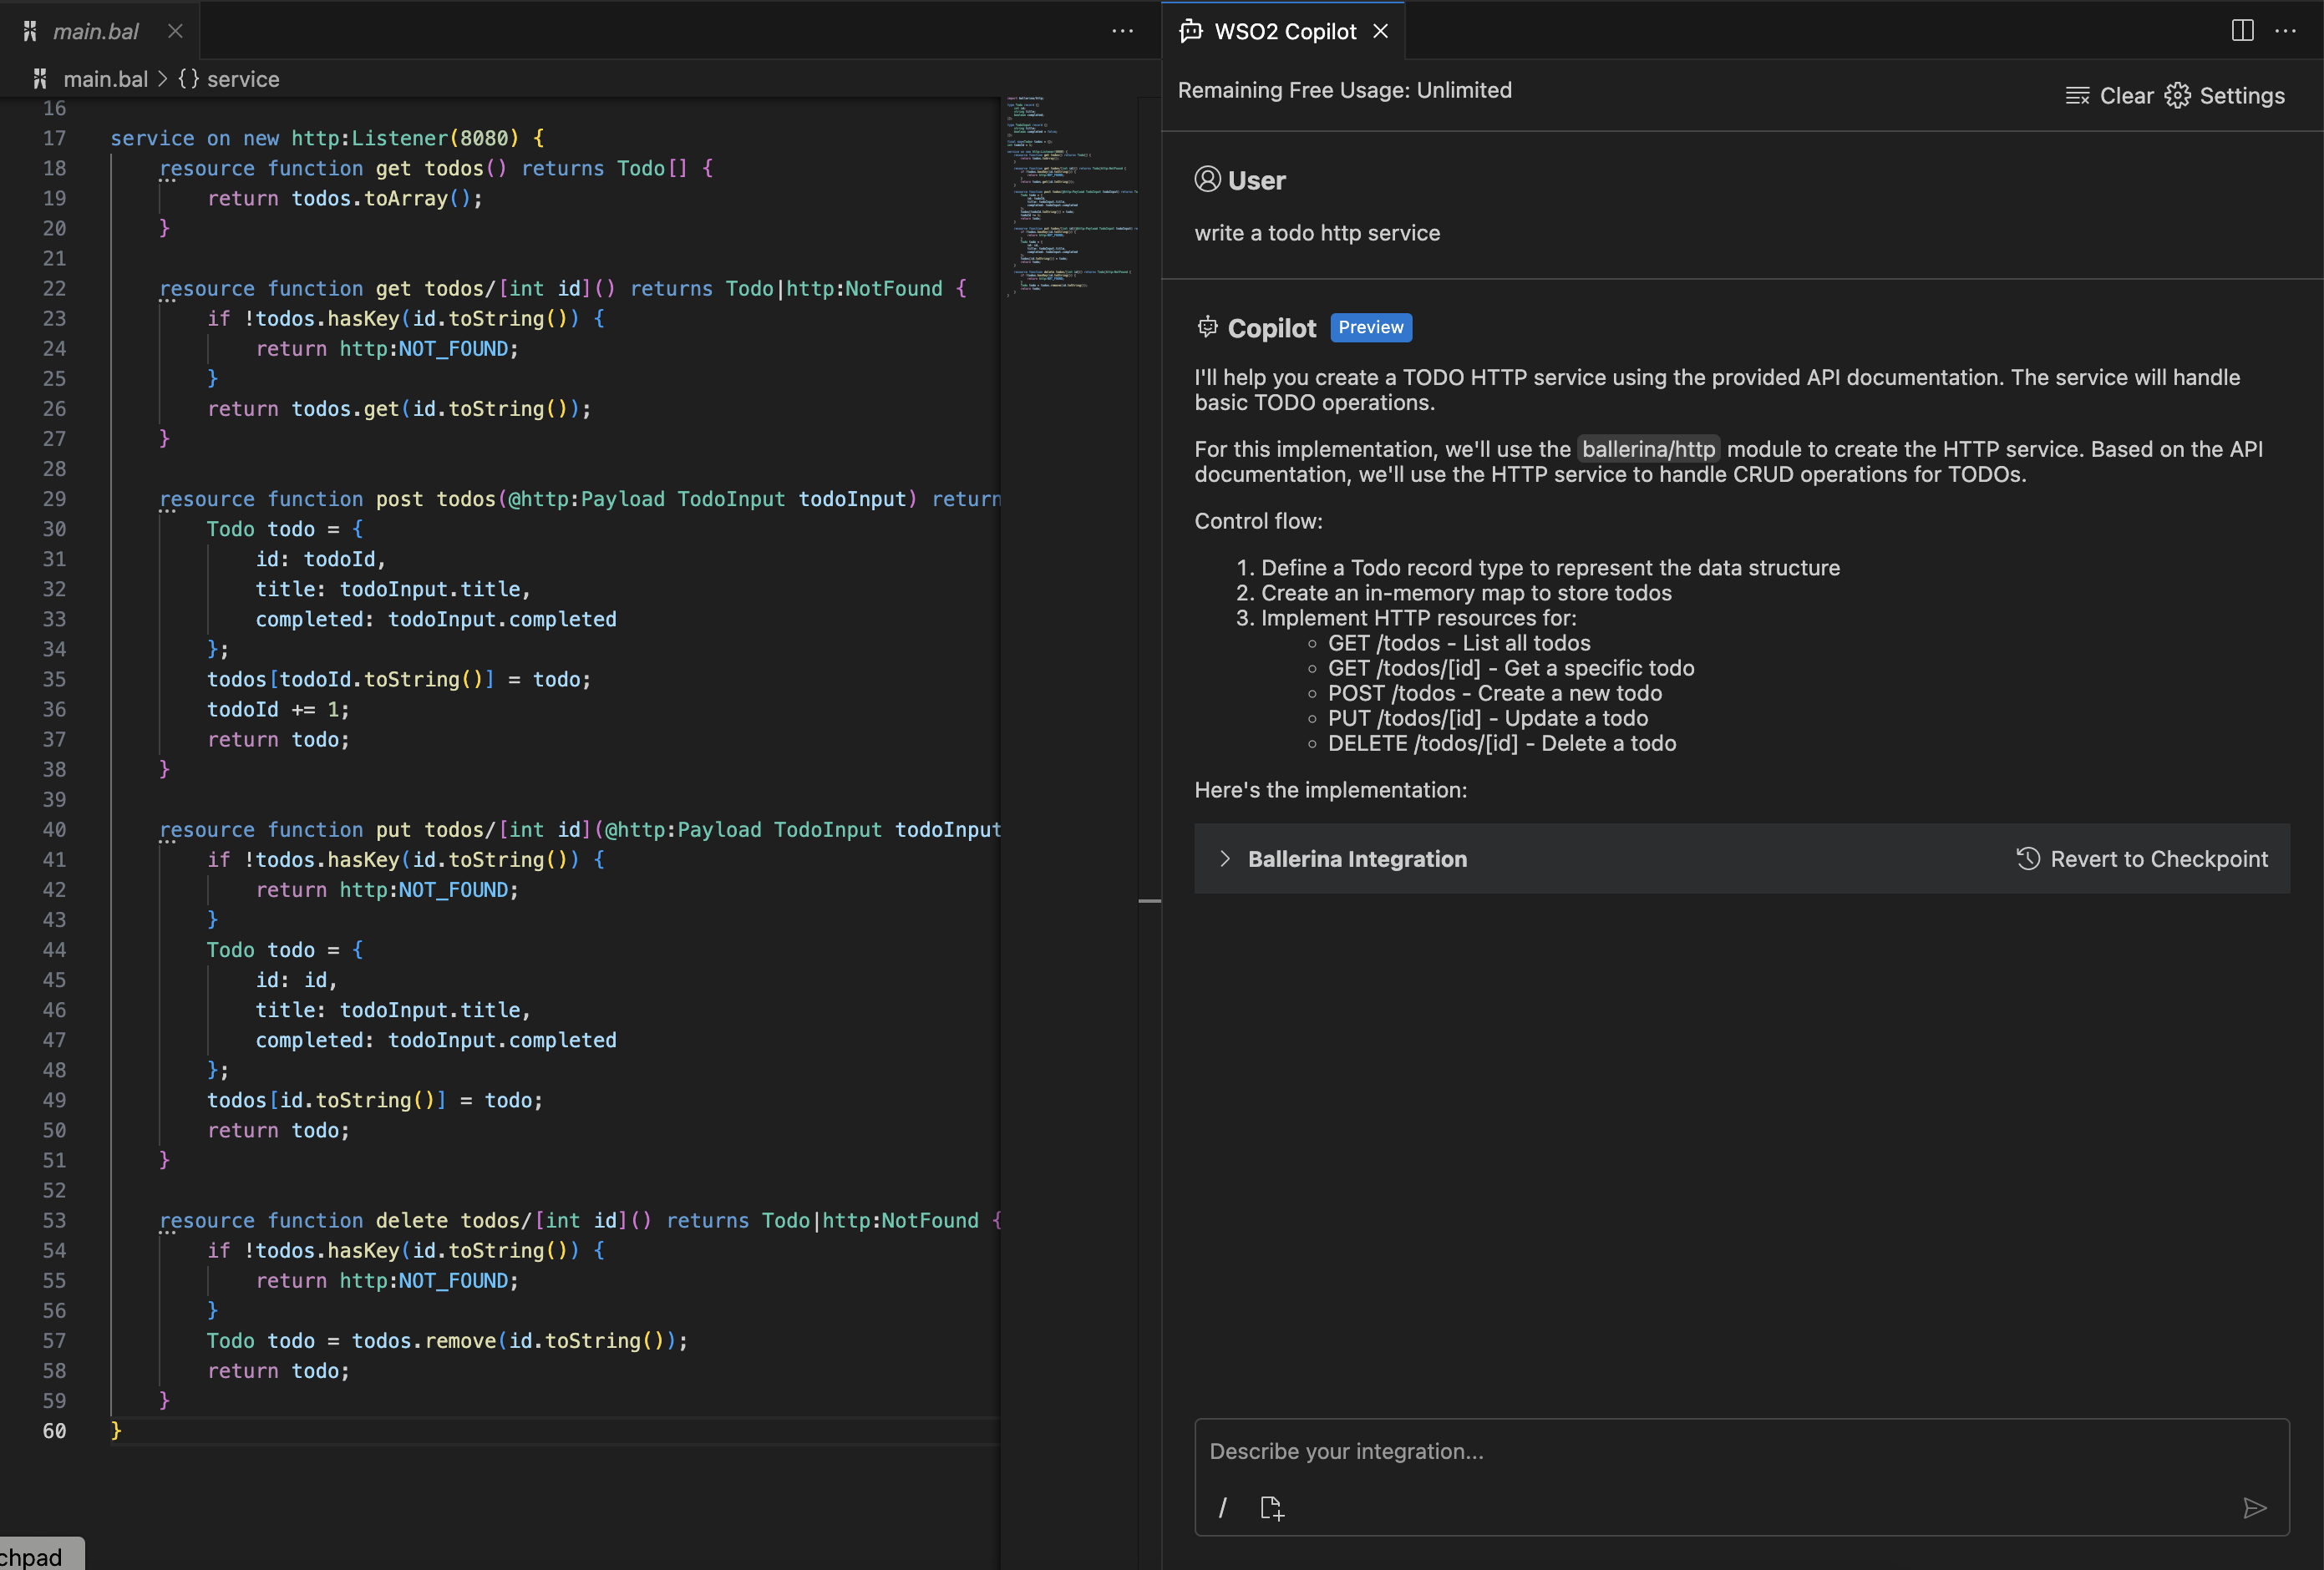 main.bal
main.bal > {} service
16
17 service on new http:Listener(8080) {
18     resource function get todos() returns Todo[] {
19         return todos.toArray();
20     }
21
22     resource function get todos/[int id]() returns Todo|http:NotFound {
23         if !todos.hasKey(id.toString()) {
24             return http:NOT_FOUND;
25         }
26         return todos.get(id.toString());
27     }
28
29     resource function post todos(@http:Payload TodoInput todoInput) return
30         Todo todo = {
31             id: todoId,
32             title: todoInput.title,
33             completed: todoInput.completed
34         };
35         todos[todoId.toString()] = todo;
36         todoId += 1;
37         return todo;
38     }
39
40     resource function put todos/[int id](@http:Payload TodoInput todoInput
41         if !todos.hasKey(id.toString()) {
42             return http:NOT_FOUND;
43         }
44         Todo todo = {
45             id: id,
46             title: todoInput.title,
47             completed: todoInput.completed
48         };
49         todos[id.toString()] = todo;
50         return todo;
51     }
52
53     resource function delete todos/[int id]() returns Todo|http:NotFound {
54         if !todos.hasKey(id.toString()) {
55             return http:NOT_FOUND;
56         }
57         Todo todo = todos.remove(id.toString());
58         return todo;
59     }
60 }
chpad
WSO2 Copilot
Remaining Free Usage: Unlimited
Clear Settings
User
write a todo http service
Copilot Preview
I'll help you create a TODO HTTP service using the provided API documentation. The service will handle
basic TODO operations.
For this implementation, we'll use the ballerina/http module to create the HTTP service. Based on the API
documentation, we'll use the HTTP service to handle CRUD operations for TODOs.
Control flow:
1. Define a Todo record type to represent the data structure
2. Create an in-memory map to store todos
3. Implement HTTP resources for:
◦ GET /todos - List all todos
◦ GET /todos/[id] - Get a specific todo
◦ POST /todos - Create a new todo
◦ PUT /todos/[id] - Update a todo
◦ DELETE /todos/[id] - Delete a todo
Here's the implementation:
Ballerina Integration Revert to Checkpoint
Describe your integration...
/